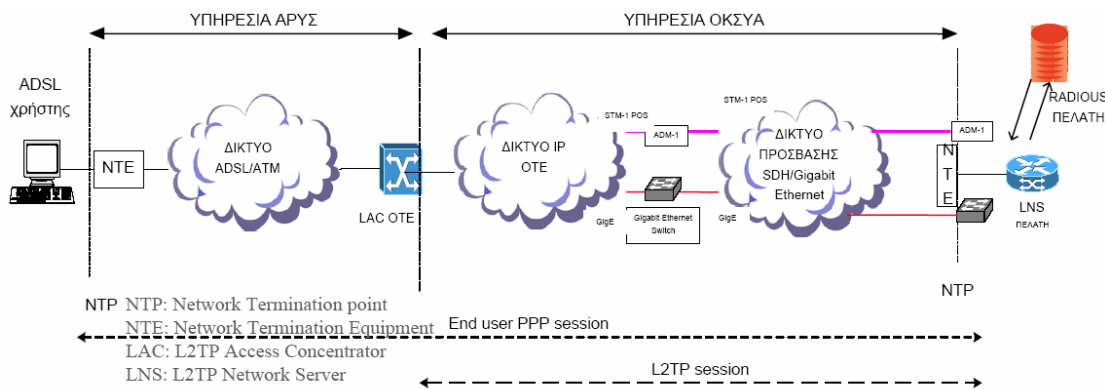 ΥΠΗΡΕΣΙΑ ΑΡΥΣ
ΥΠΗΡΕΣΙΑ ΟΚΣΥΑ
ADSL
χρήστης
NTE
ΔΙΚΤΥΟ
ADSL/ATM
LAC OTE
ΔΙΚΤΥΟ IP
OTE
STM-1 POS
ADM-1
GigE
Gigabit Ethernet
Switch
STM-1 POS
ΔΙΚΤΥΟ
ΠΡΟΣΒΑΣΗΣ
SDH/Gigabit
Ethernet
GigE
ADM-1
N
T
E
RADIOUS
ΠΕΛΑΤΗ
LNS
ΠΕΛΑΤΗ
NTP
NTP
NTP: Network Termination point
NTE: Network Termination Equipment
LAC: L2TP Access Concentrator
LNS: L2TP Network Server
End user PPP session
L2TP session